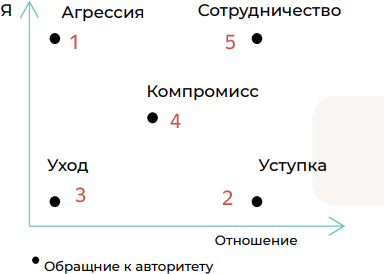 Я
Агрессия
Сотрудничество
1
5
Компромисс
4
Уход
Уступка
3
2
Отношение
Обращние к авторитету